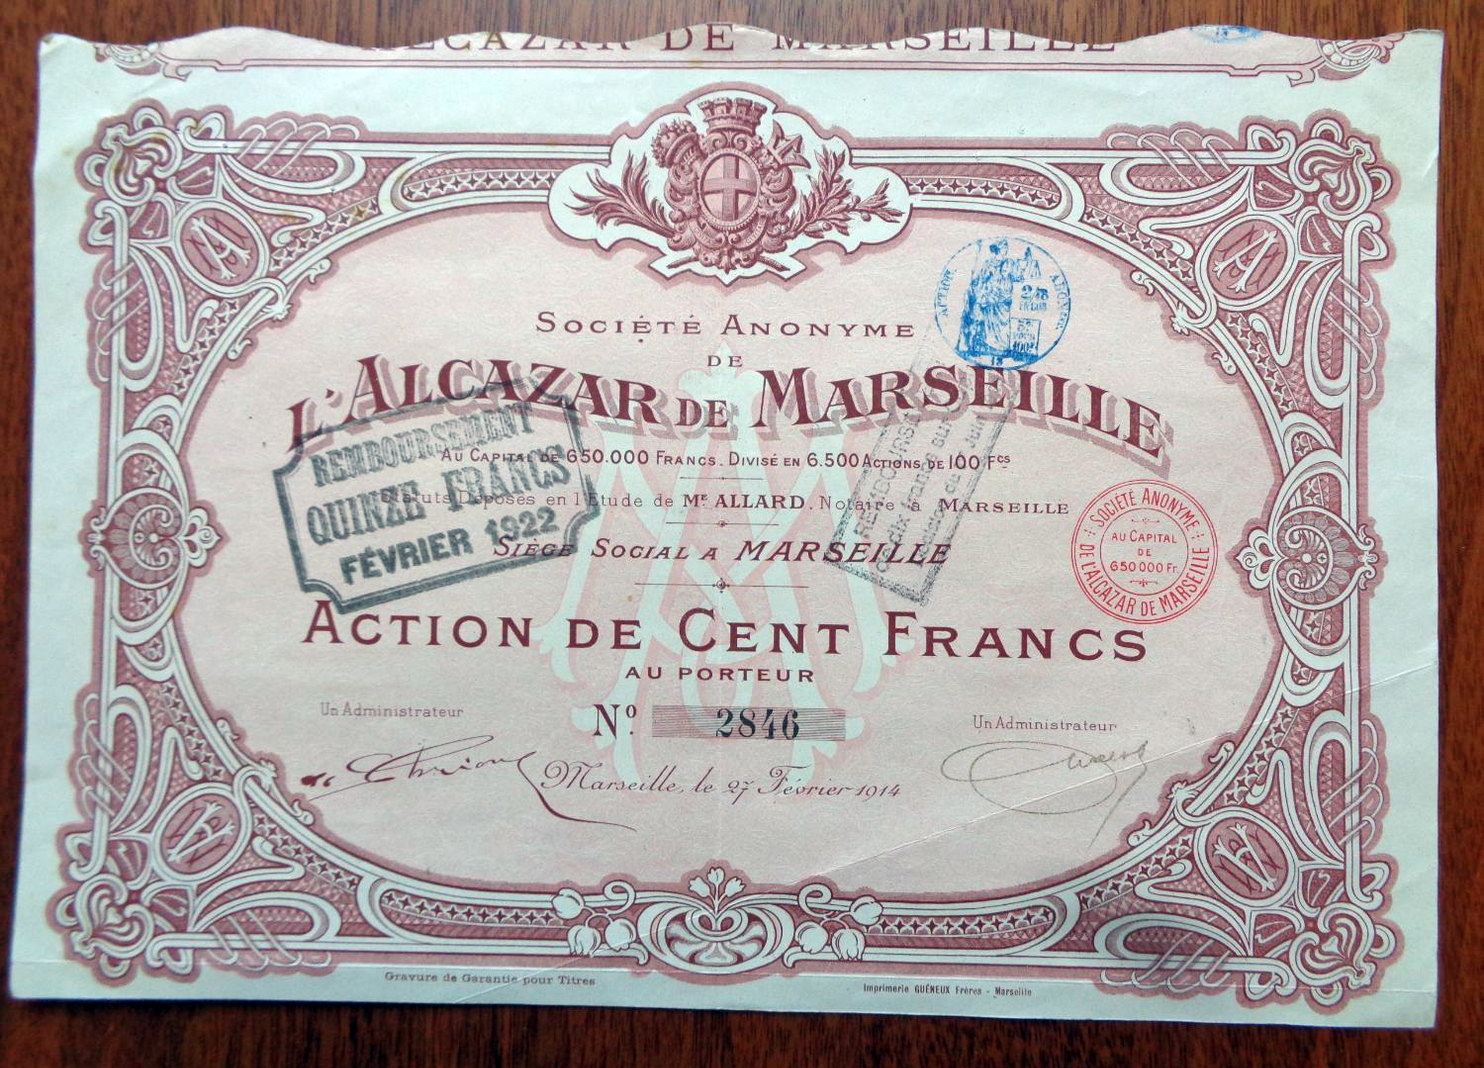 ALCAZAR DE MARSEILLE
SOCIÉTÉ ANONYME
DE
L'ALCAZAR DE MARSEILLE
AU CAPITAL DE 650.000 FRANCS. DIVISÉ EN 6.500 ACTIONS DE 100 Fcs
Statuts Déposés en l'Etude de Me ALLARD, Notaire à MARSEILLE
SIÈGE SOCIAL A MARSEILLE
ACTION DE CENT FRANCS
AU PORTEUR
Un Administrateur
No. 2846
Un Administrateur
Marseille, le 27 Février 1914
REMBOURSEMENT
QUINZE FRANCS
FÉVRIER 1922
ACTION ABONEMt
SOCIÉTÉ ANONYME
AU CAPITAL
DE
650000 Fr.
DE L'ALCAZAR DE MARSEILLE
Gravure de Garantie pour Titres
Imprimerie GUÉNEUX Frères - Marseille